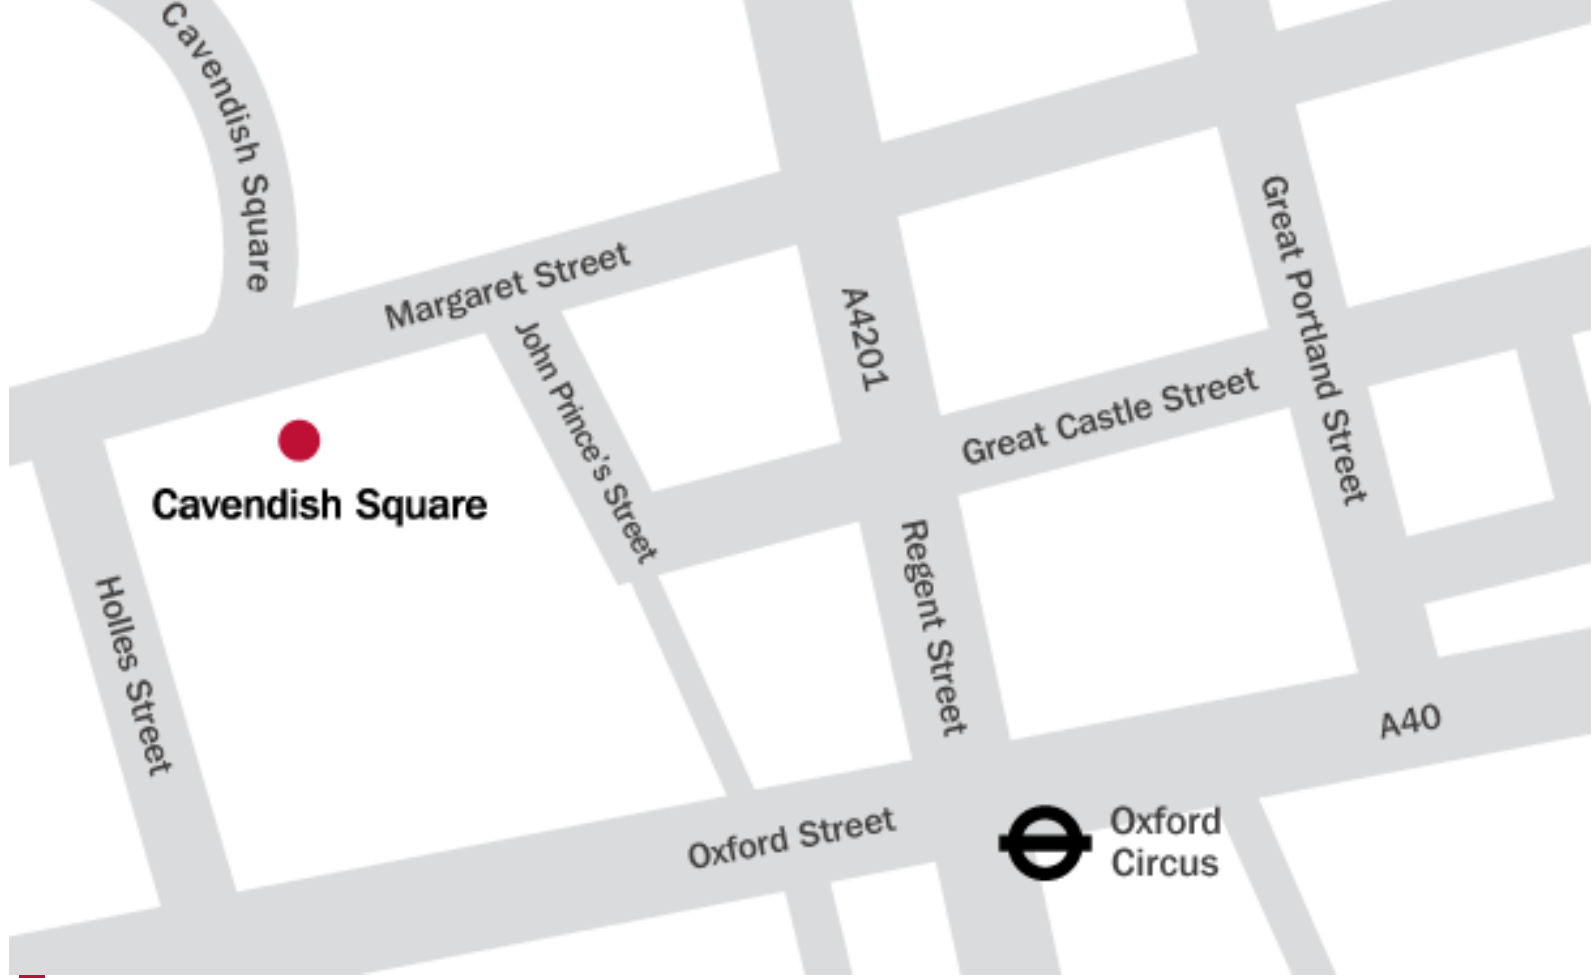 Cavendish Square
Margaret Street
John Prince's Street
A4201
Great Portland Street
Great Castle Street
Cavendish Square
Holles Street
Regent Street
A40
Oxford Street
Oxford
Circus